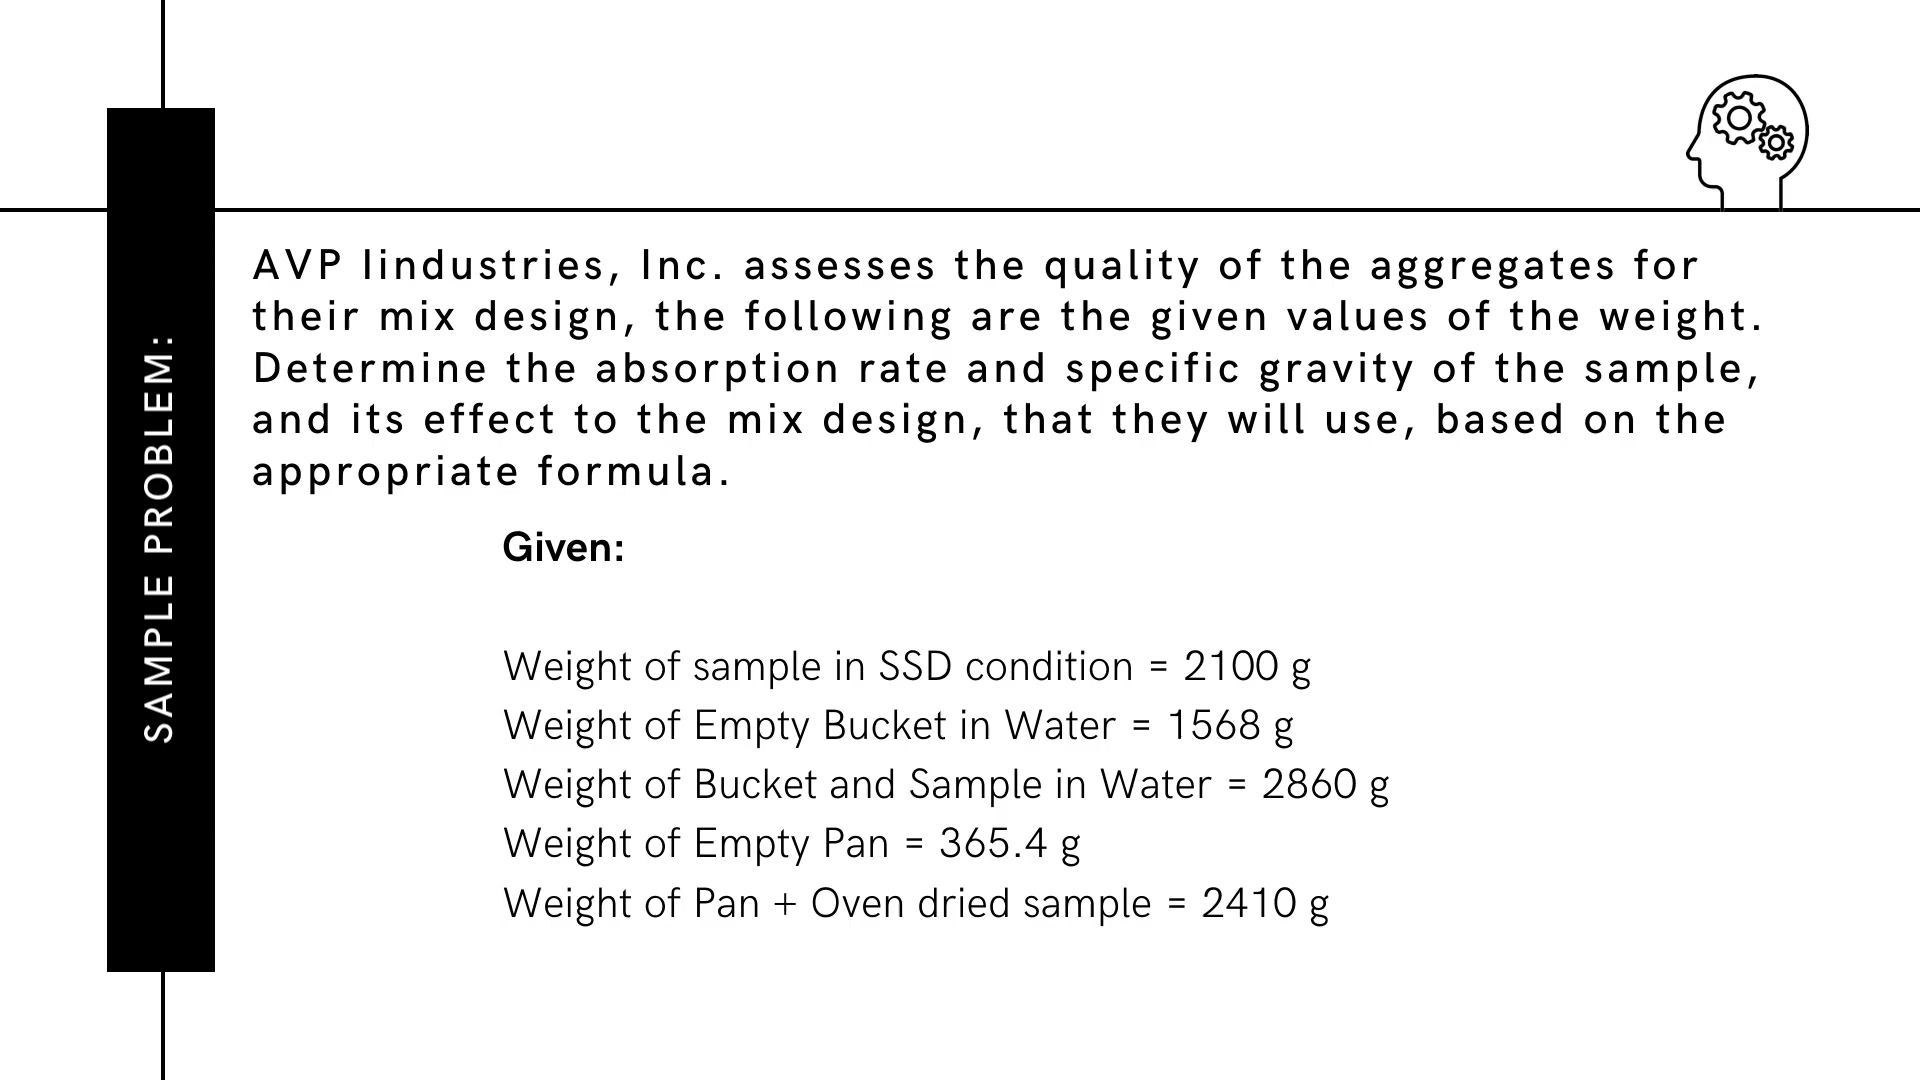 SAMPLE PROBLEM:
AVP Iindustries, Inc. assesses the quality of the aggregates for
their mix design, the following are the given values of the weight.
Determine the absorption rate and specific gravity of the sample,
and its effect to the mix design, that they will use, based on the
appropriate formula.
Given:
Weight of sample in SSD condition = 2100 g
Weight of Empty Bucket in Water = 1568 g
Weight of Bucket and Sample in Water = 2860 g
Weight of Empty Pan = 365.4 g
Weight of Pan + Oven dried sample = 2410 g